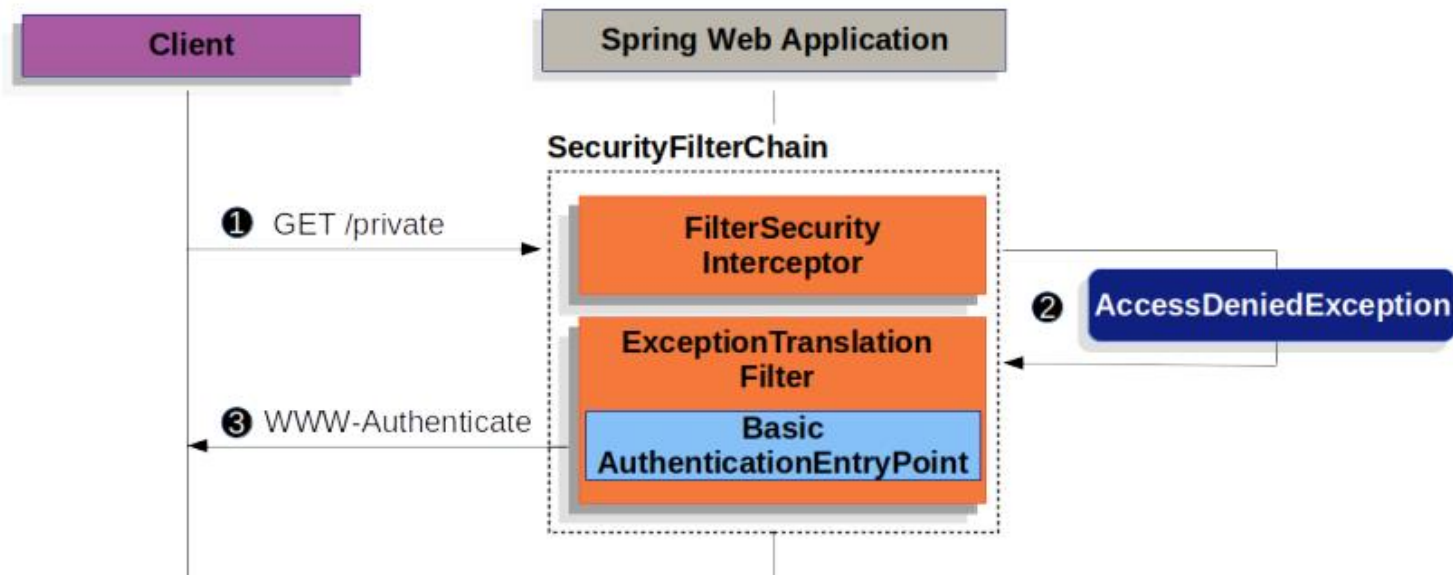 Client
Spring Web Application
SecurityFilterChain
❶ GET /private
FilterSecurity
Interceptor
❷ AccessDeniedException
ExceptionTranslation
Filter
❸ WWW-Authenticate
Basic
AuthenticationEntryPoint